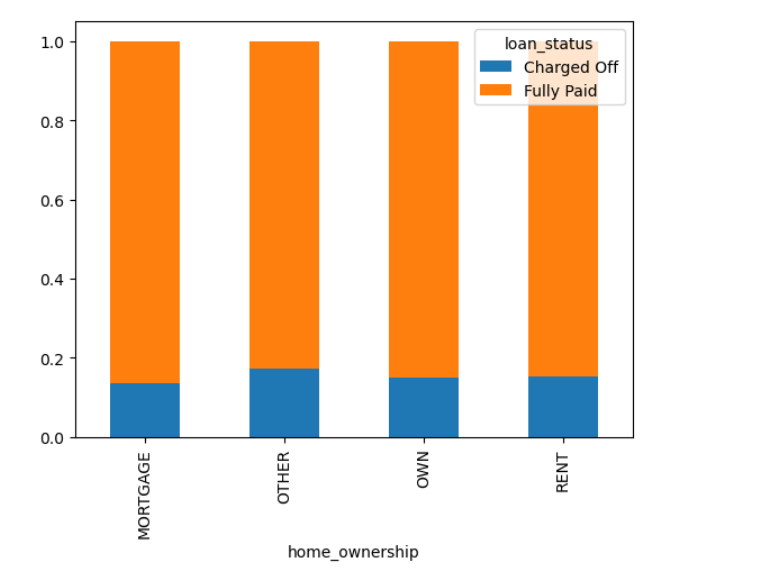 1.0
0.8
0.6
0.4
0.2
0.0
loan_status
Charged Off
Fully Paid
MORTGAGE
OTHER
OWN
RENT
home_ownership